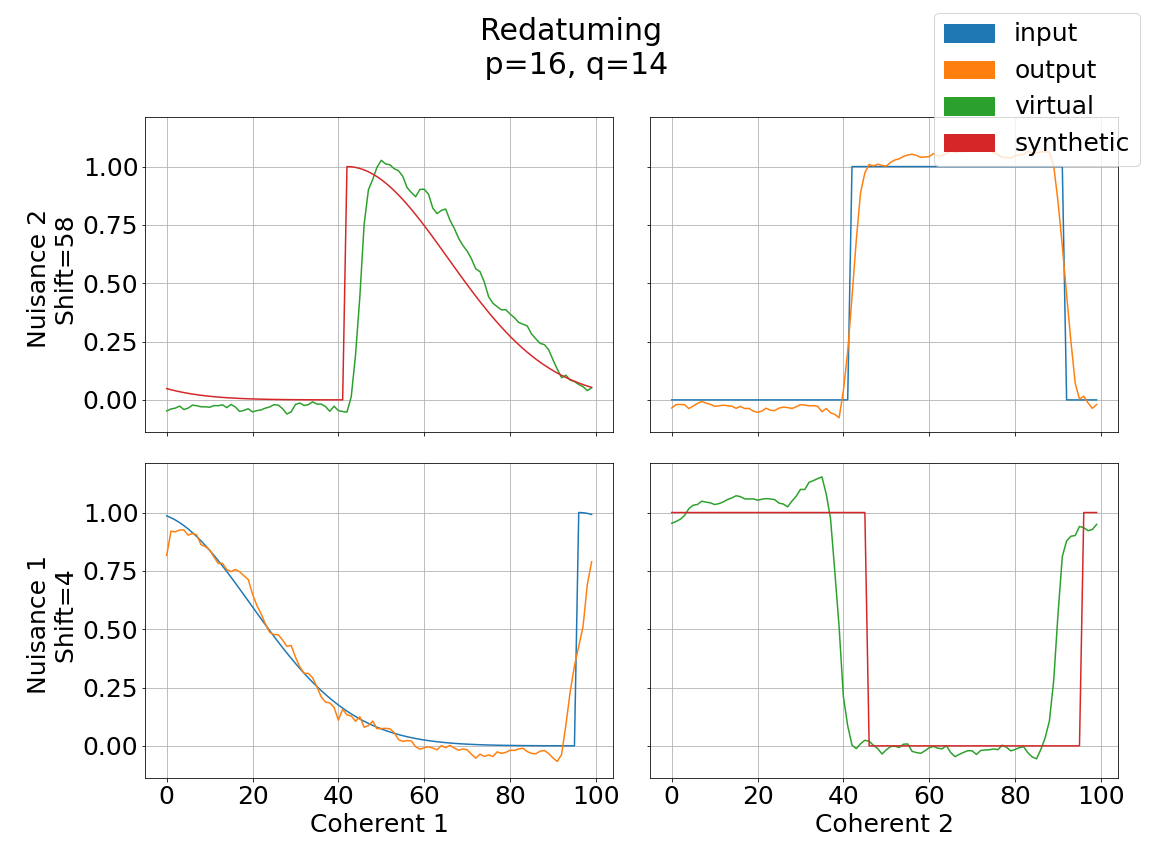 Redatuming
p=16, q=14
input
output
virtual
synthetic
Nuisance 2
Shift=58
1.00
0.75
0.50
0.25
0.00
Nuisance 1
Shift=4
1.00
0.75
0.50
0.25
0.00
0 20 40 60 80 100
0 20 40 60 80 100
Coherent 1
Coherent 2